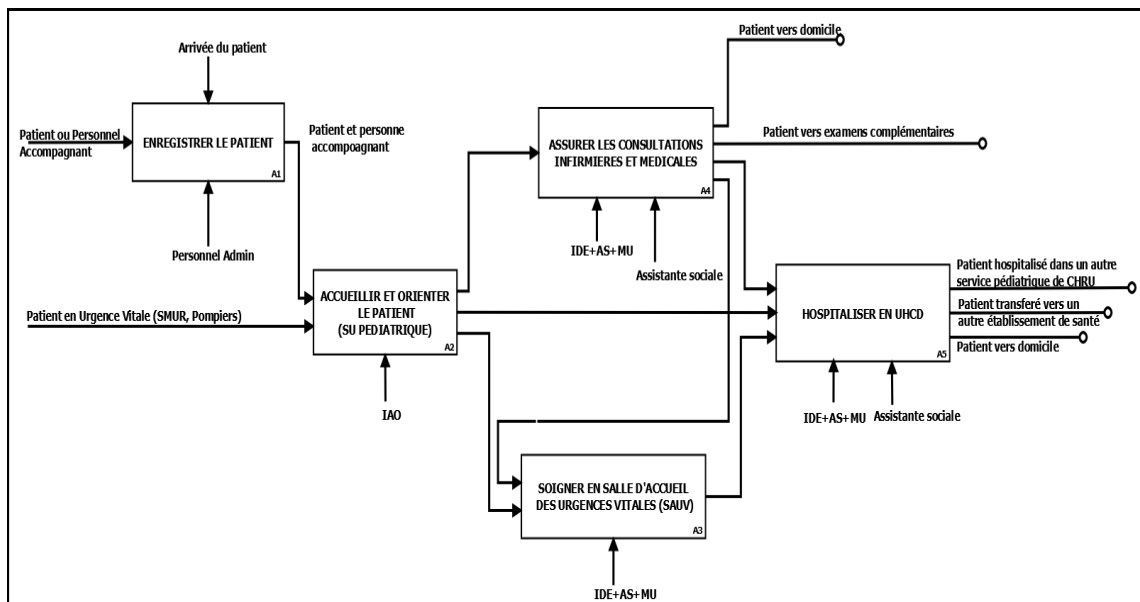 Patient vers domicile
Arrivée du patient
Patient ou Personnel
Accompagnant
ENREGISTRER LE PATIENT
A1
Patient et personne
accompoagnant
Personnel Admin
ASSURER LES CONSULTATIONS
INFIRMIERES ET MEDICALES
A4
Patient vers examens complémentaires
IDE+AS+MU
Assistante sociale
Patient en Urgence Vitale (SMUR, Pompiers)
ACCUEILLIR ET ORIENTER
LE PATIENT
(SU PEDIATRIQUE)
A2
IAO
HOSPITALISER EN UHCD
A5
Patient hospitalisé dans un autre
service pédiatrique de CHRU
Patient transferé vers un
autre établissement de santé
Patient vers domicile
IDE+AS+MU
Assistante sociale
SOIGNER EN SALLE D'ACCUEIL
DES URGENCES VITALES (SAUV)
A3
IDE+AS+MU